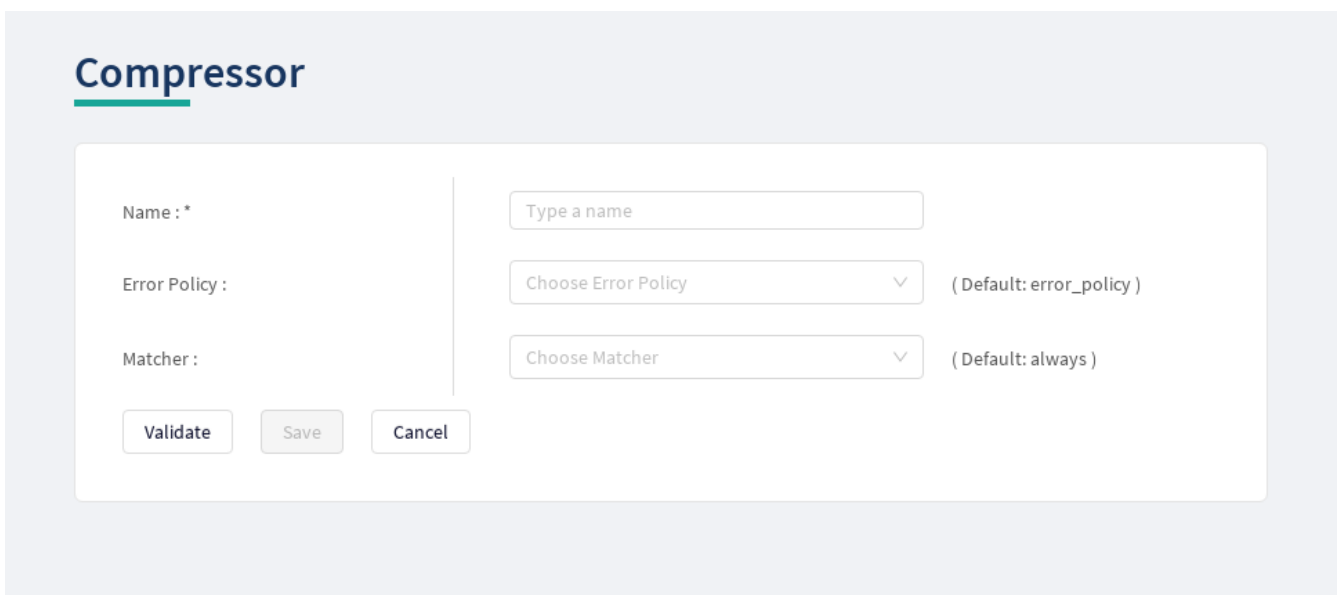 Compressor
Name : * Type a name
Error Policy : Choose Error Policy ( Default: error_policy )
Matcher : Choose Matcher ( Default: always )
Validate Save Cancel